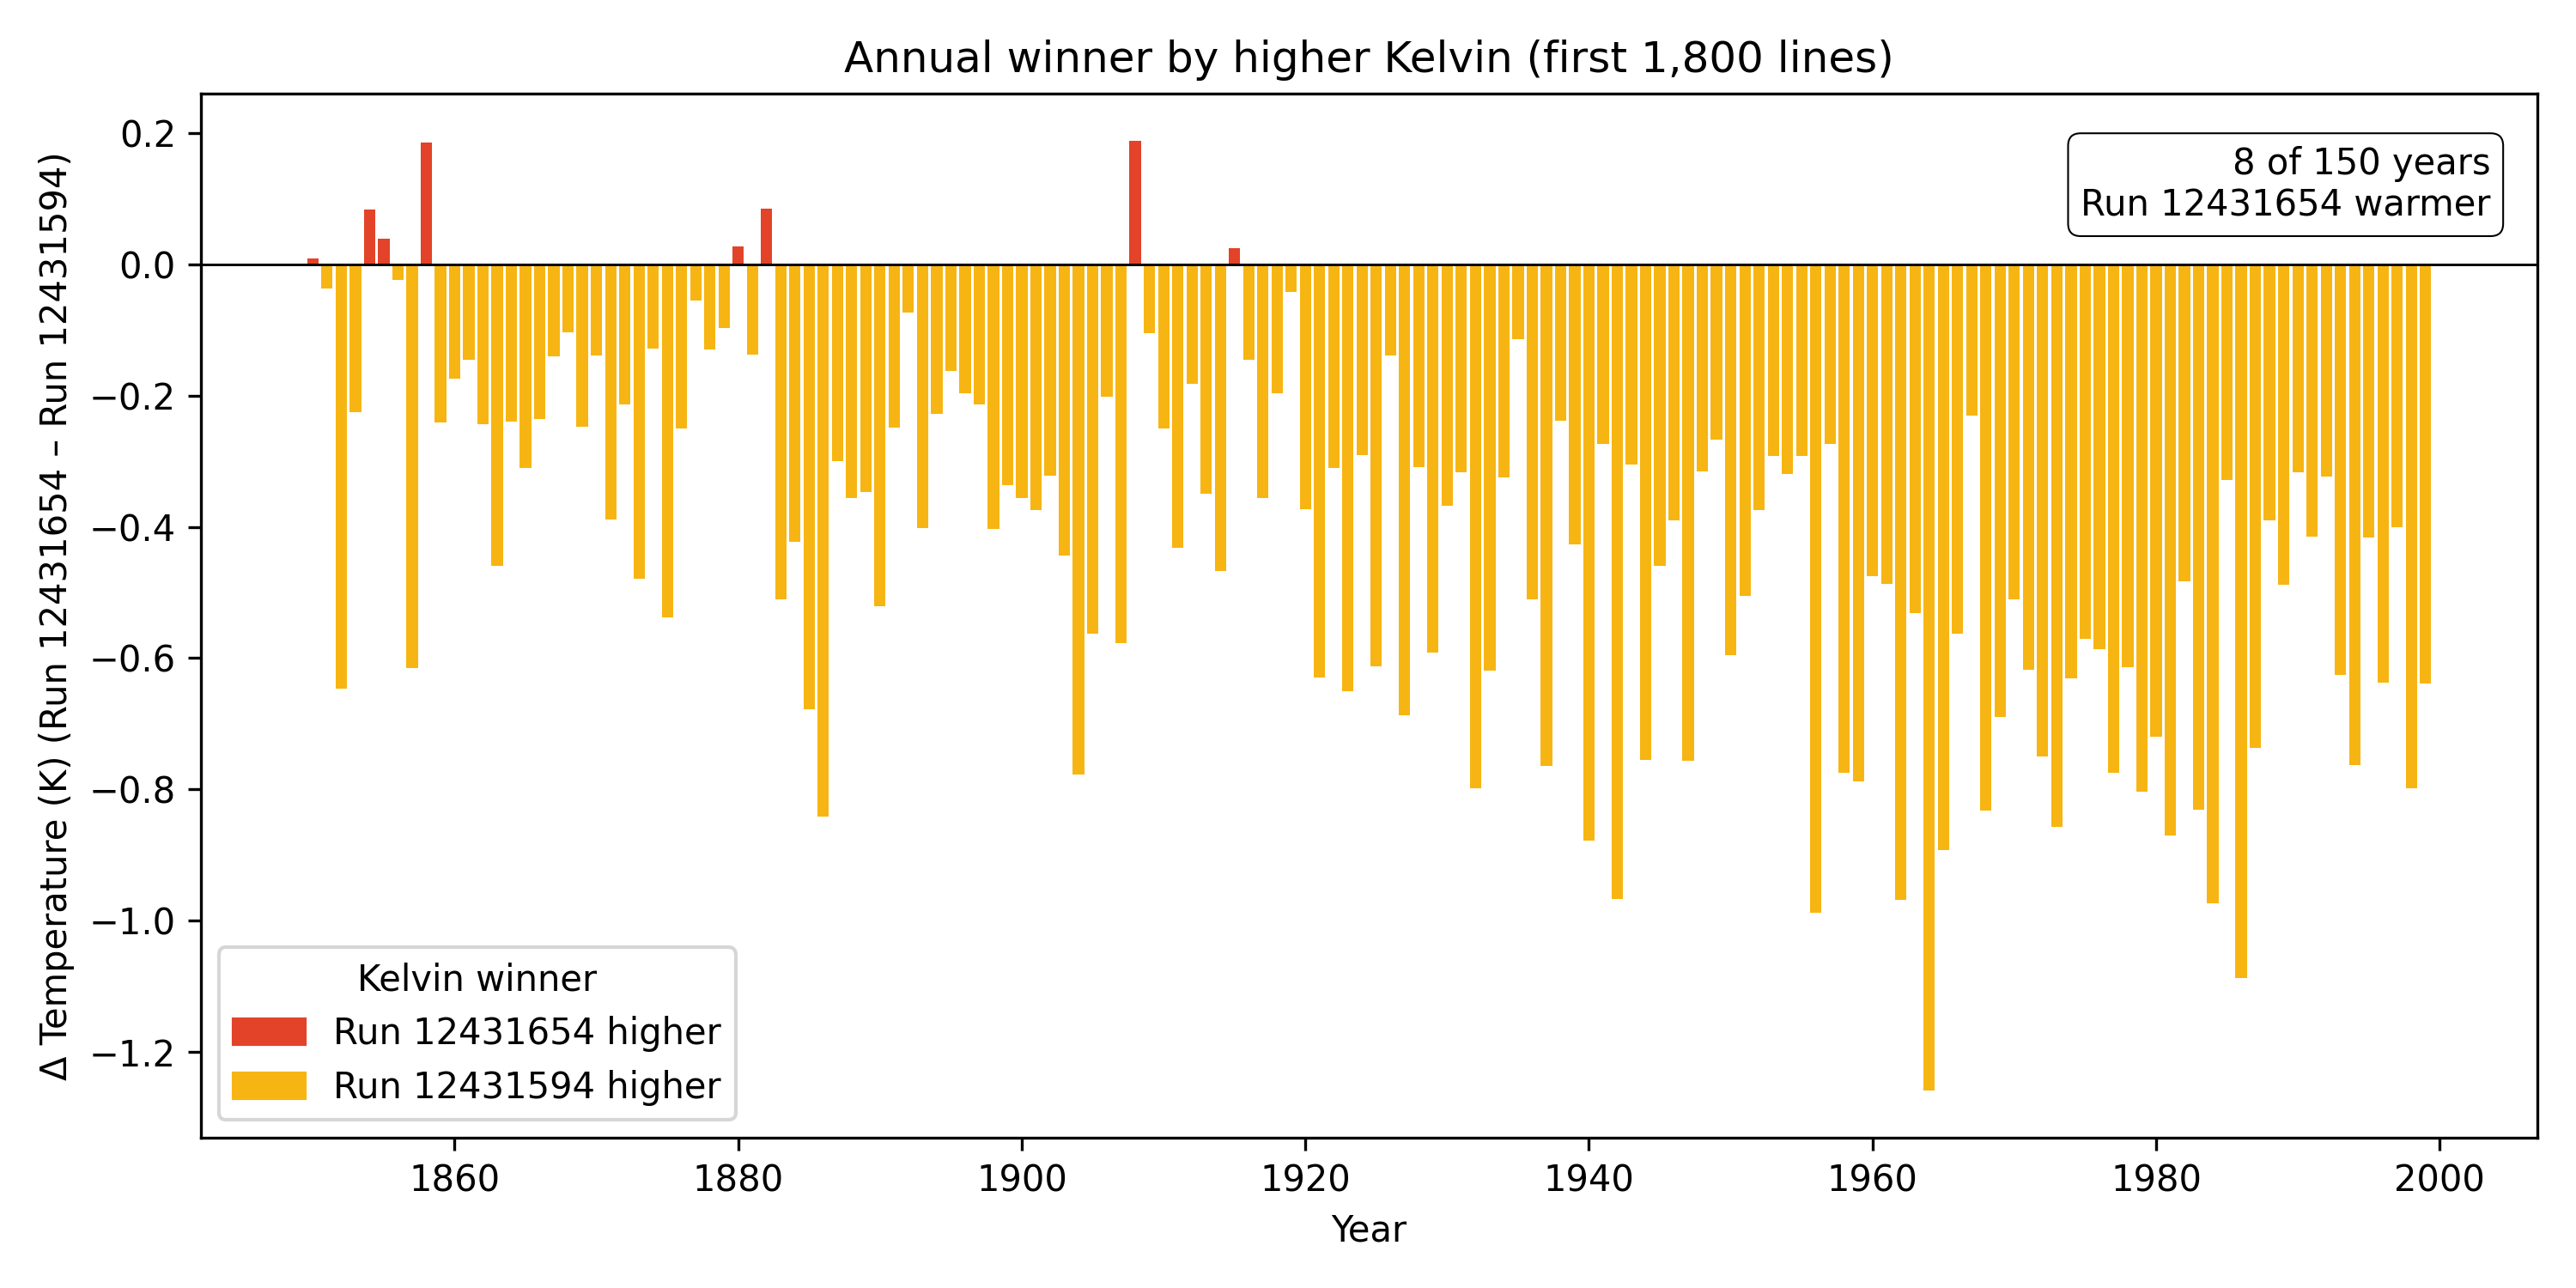 Annual winner by higher Kelvin (first 1,800 lines)
Δ Temperature (K) (Run 12431654 – Run 12431594)
0.2
0.0
−0.2
−0.4
−0.6
−0.8
−1.0
−1.2
8 of 150 years
Run 12431654 warmer
Kelvin winner
Run 12431654 higher
Run 12431594 higher
1860
1880
1900
1920
1940
1960
1980
2000
Year